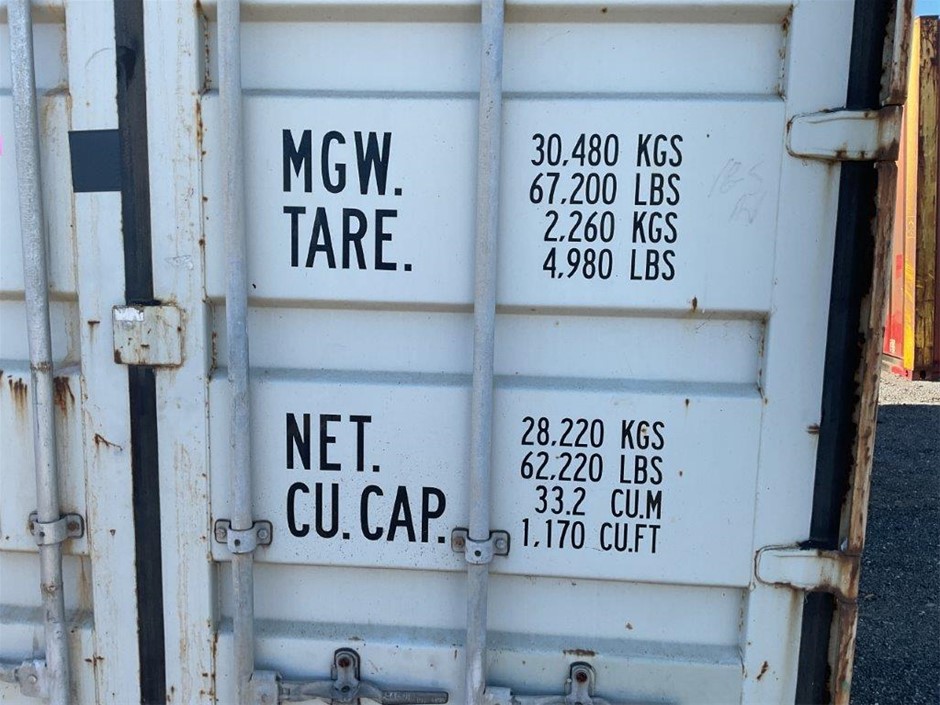 MGW. 30,480 KGS
67,200 LBS
TARE. 2,260 KGS
4,980 LBS
NET. 28,220 KGS
62,220 LBS
CU.CAP. 33.2 CU.M
1,170 CU.FT